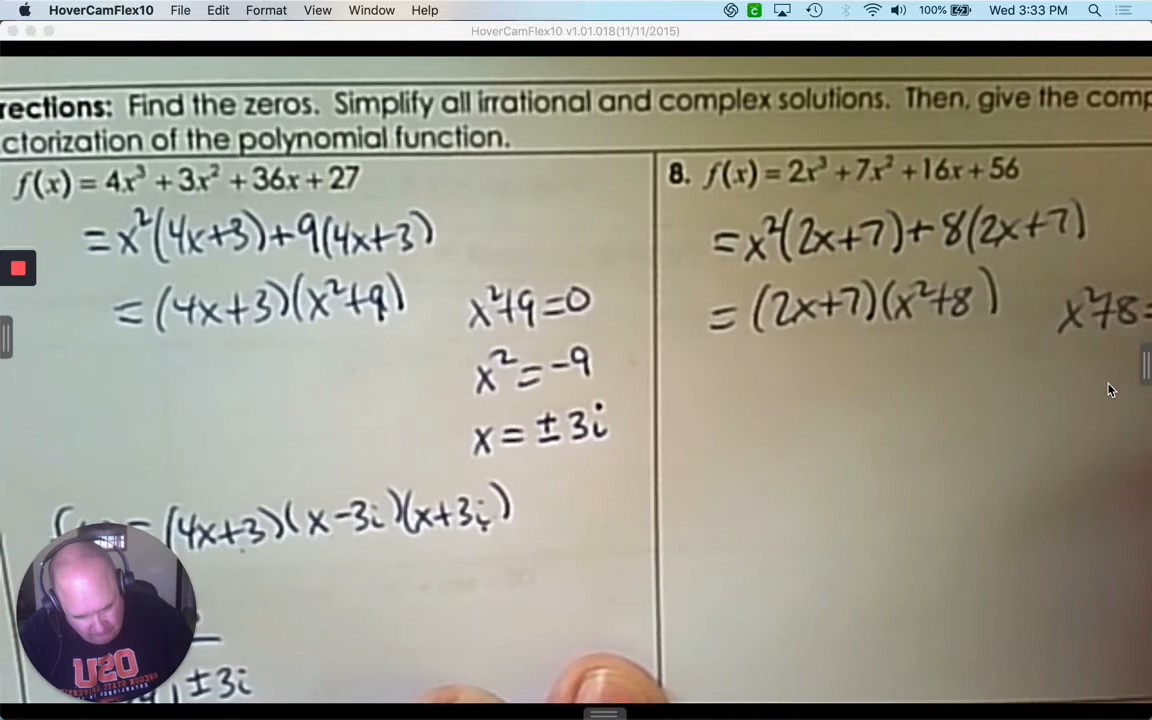 HoverCamFlex10 File Edit Format View Window Help 100% Wed 3:33 PM
HoverCamFlex10 v1.01.018(11/11/2015)
rections: Find the zeros. Simplify all irrational and complex solutions. Then, give the comp
ctorization of the polynomial function.
f(x) = 4x³ + 3x² + 36x + 27
= x²(4x+3)+9(4x+3)
= (4x+3)(x²+9)
x²+9=0
x²=-9
x=±3i
(4x+3)(x-3i)(x+3i)
±3i
8. f(x) = 2x³ + 7x² + 16x + 56
= x²(2x+7)+8(2x+7)
= (2x+7)(x²+8)
x²+8=
U20